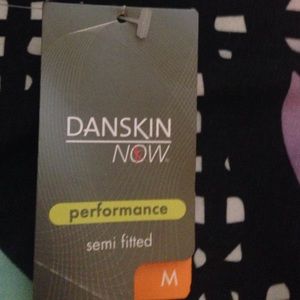 DANSKIN
NOW
performance
semi fitted
M